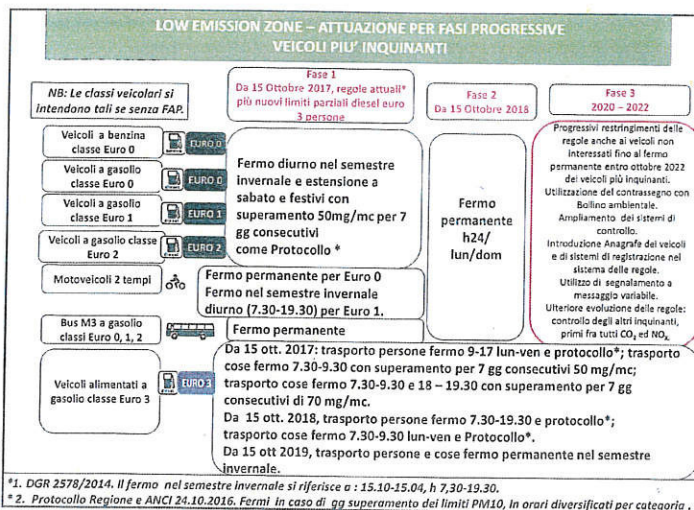 LOW EMISSION ZONE – ATTUAZIONE PER FASI PROGRESSIVE
VEICOLI PIU' INQUINANTI
NB: Le classi veicolari si
intendono tali se senza FAP.
Fase 1
Da 15 Ottobre 2017, regole attuali*
più nuovi limiti parziali diesel euro
3 persone
Fase 2
Da 15 Ottobre 2018
Fase 3
2020 – 2022
Veicoli a benzina
classe Euro 0
EURO 0
Veicoli a gasolio
classe Euro 0
EURO 0
Veicoli a gasolio
classe Euro 1
EURO 1
Veicoli a gasolio classe
Euro 2
EURO 2
Fermo diurno nel semestre
invernale e estensione a
sabato e festivi con
superamento 50mg/mc per 7
gg consecutivi
come Protocollo *
Fermo
permanente
h24/
lun/dom
Progressivi restringimenti delle
regole anche ai veicoli non
interessati fino al fermo
permanente entro ottobre 2022
dei veicoli più inquinanti.
Utilizzazione del contrassegno con
Bollino ambientale.
Ampliamento dei sistemi di
controllo.
Introduzione Anagrafe dei veicoli
e di sistemi di registrazione nel
sistema delle regole.
Utilizzo di segnalamento a
messaggio variabile.
Ulteriore evoluzione delle regole:
controllo degli altri inquinanti,
primi fra tutti CO₂ ed NOₓ.
Motoveicoli 2 tempi
Fermo permanente per Euro 0
Fermo nel semestre invernale
diurno (7.30-19.30) per Euro 1.
Bus M3 a gasolio
classi Euro 0, 1, 2
Fermo permanente
Veicoli alimentati a
gasolio classe Euro 3
EURO 3
Da 15 ott. 2017: trasporto persone fermo 9-17 lun-ven e protocollo*; trasporto
cose fermo 7.30-9.30 con superamento per 7 gg consecutivi 50 mg/mc;
trasporto cose fermo 7.30-9.30 e 18 – 19.30 con superamento per 7 gg
consecutivi di 70 mg/mc.
Da 15 ott. 2018, trasporto persone fermo 7.30-19.30 e protocollo*;
trasporto cose fermo 7.30-9.30 lun-ven e Protocollo*.
Da 15 ott 2019, trasporto persone e cose fermo permanente nel semestre
invernale.
*1. DGR 2578/2014. Il fermo nel semestre invernale si riferisce a : 15.10-15.04, h 7,30-19.30.
* 2. Protocollo Regione e ANCI 24.10.2016. Fermi in caso di gg superamento dei limiti PM10, in orari diversificati per categoria .